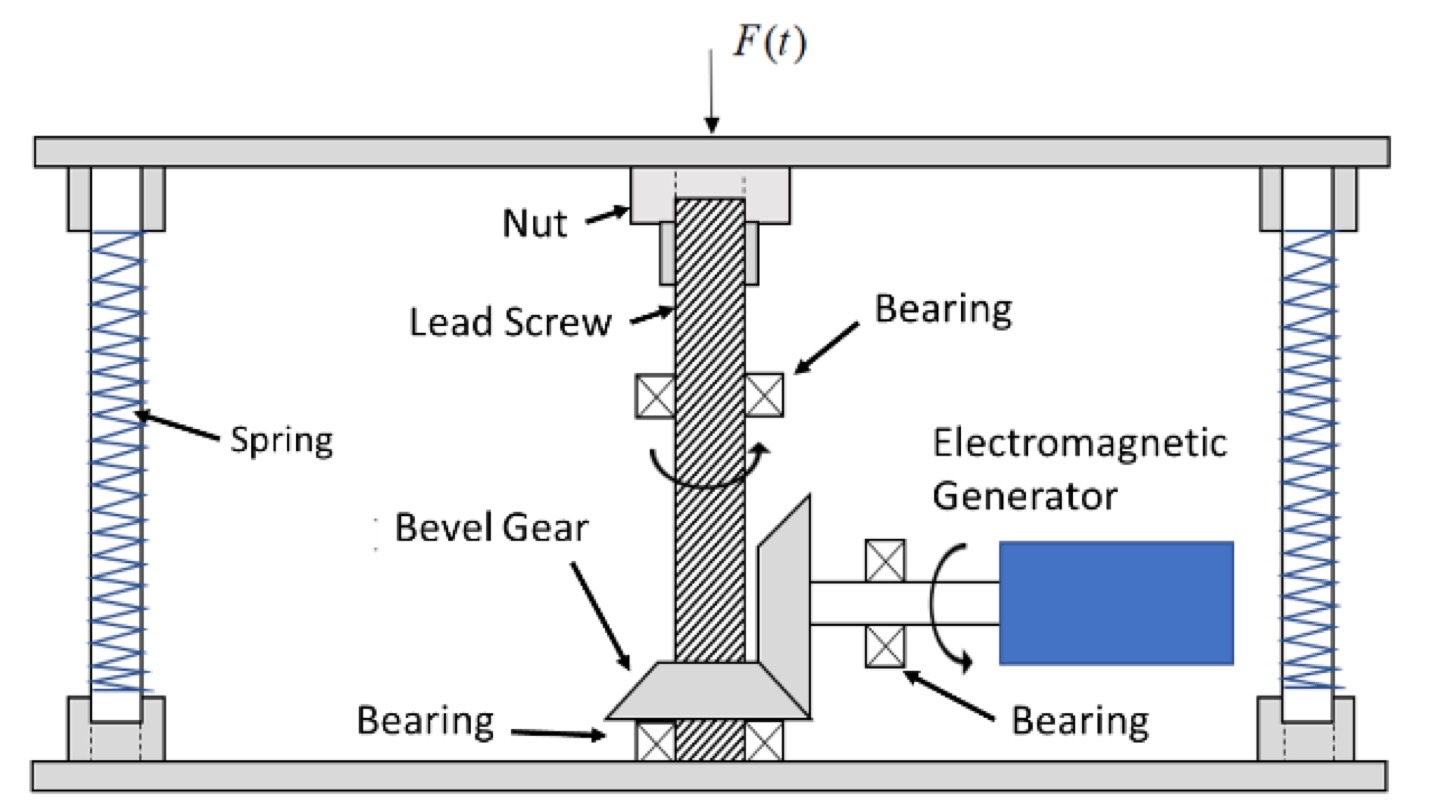 F(t)
Nut
Lead Screw
Bearing
Spring
Electromagnetic
Generator
Bevel Gear
Bearing
Bearing